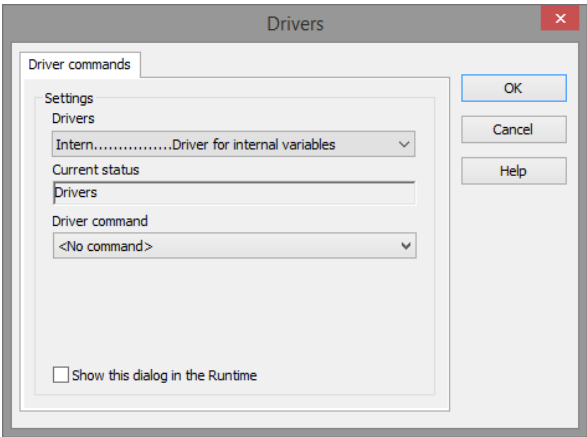 Drivers
Driver commands
Settings
Drivers
Intern................Driver for internal variables
Current status
Drivers
Driver command
<No command>
Show this dialog in the Runtime
OK
Cancel
Help